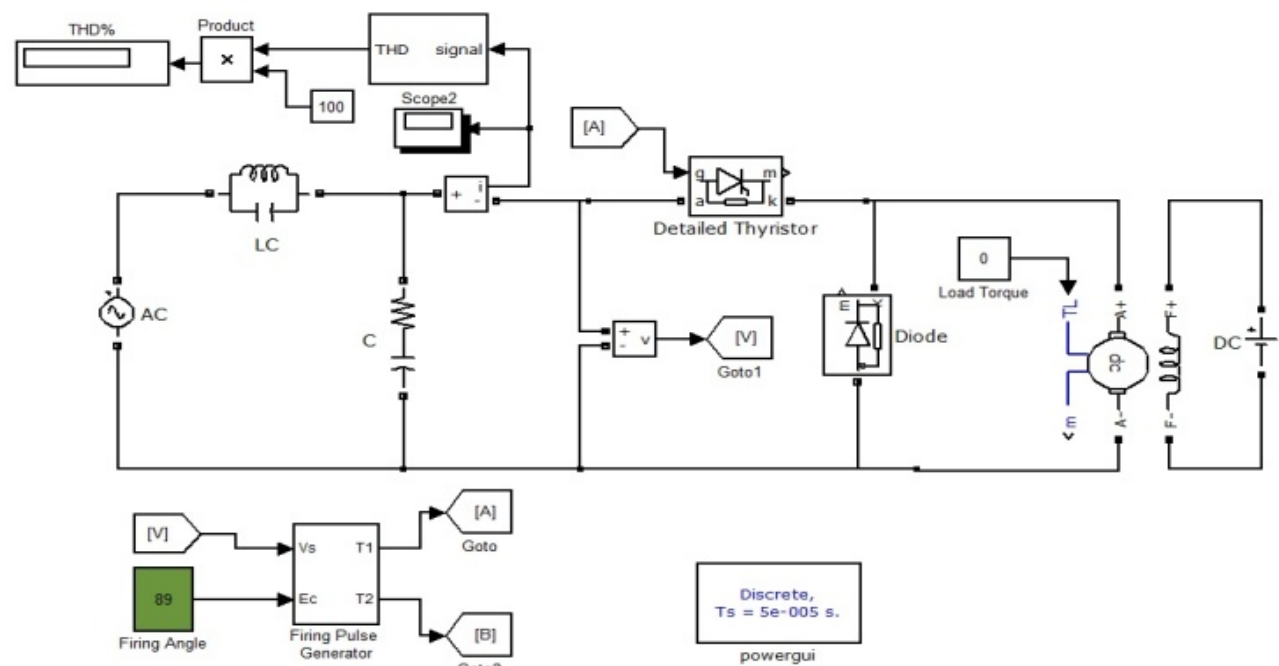 THD%
Product
×
THD
signal
100
Scope2
[A]
+
i
-
g
m
a
k
Detailed Thyristor
LC
AC
C
+
-
v
[V]
Goto1
m
Diode
0
Load Torque
TL
m
A+
dc
A-
F+
F-
DC
+
[V]
89
Firing Angle
Vs
T1
Ec
T2
Firing Pulse
Generator
[A]
Goto
[B]
Discrete,
Ts = 5e-005 s.
powergui